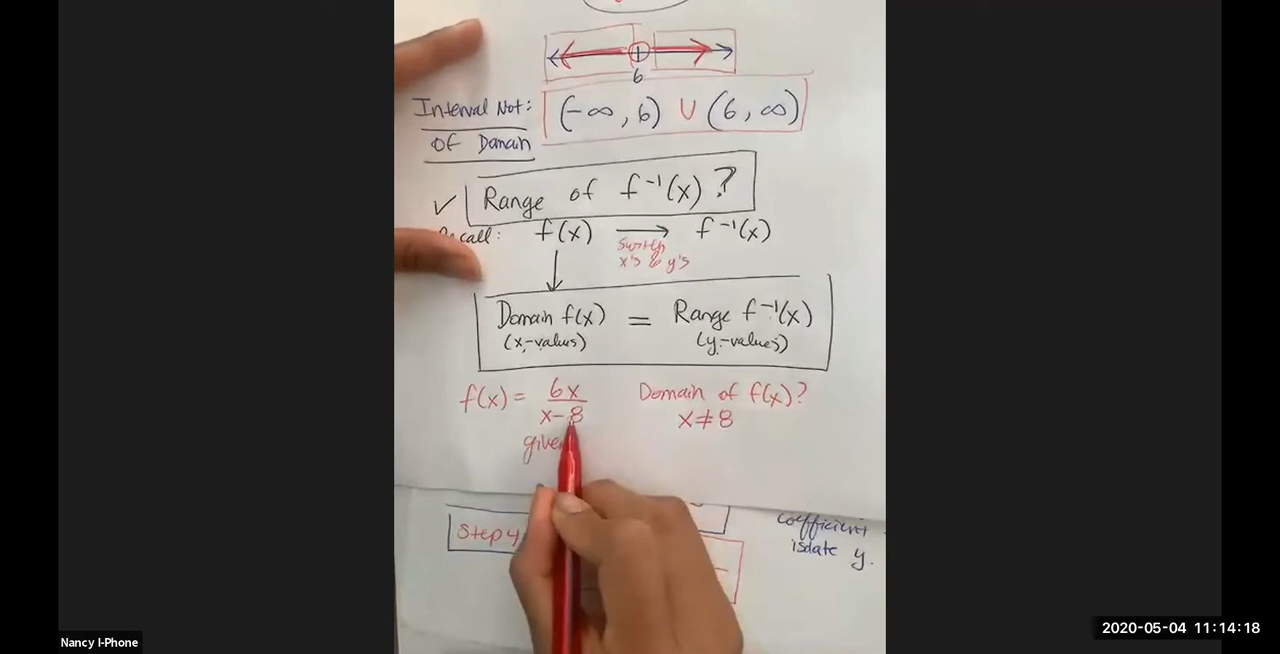 6
Interval Not: (-∞, 6) ∪ (6, ∞)
Of Domain
✓ Range of f⁻¹(x)?
f(x) → f⁻¹(x)
Switch
x's & y's
Domain f(x) = Range f⁻¹(x)
(x-values) (y-values)
f(x) = 6x/(x-8) Domain of f(x)?
x≠8
Step 4
coefficient
isolate y.
Nancy I-Phone
2020-05-04 11:14:18